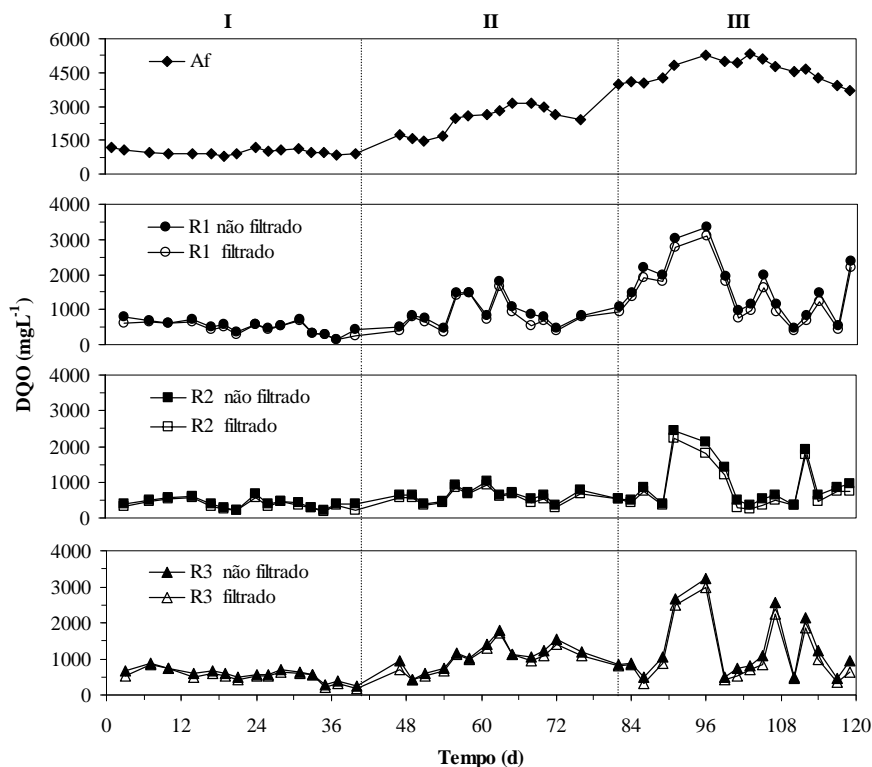 I II III
6000
4500
3000
1500
0
Af
4000
3000
2000
1000
0
R1 não filtrado
R1 filtrado
DQO (mgL-1)
4000
3000
2000
1000
0
R2 não filtrado
R2 filtrado
4000
3000
2000
1000
0
R3 não filtrado
R3 filtrado
0 12 24 36 48 60 72 84 96 108 120
Tempo (d)